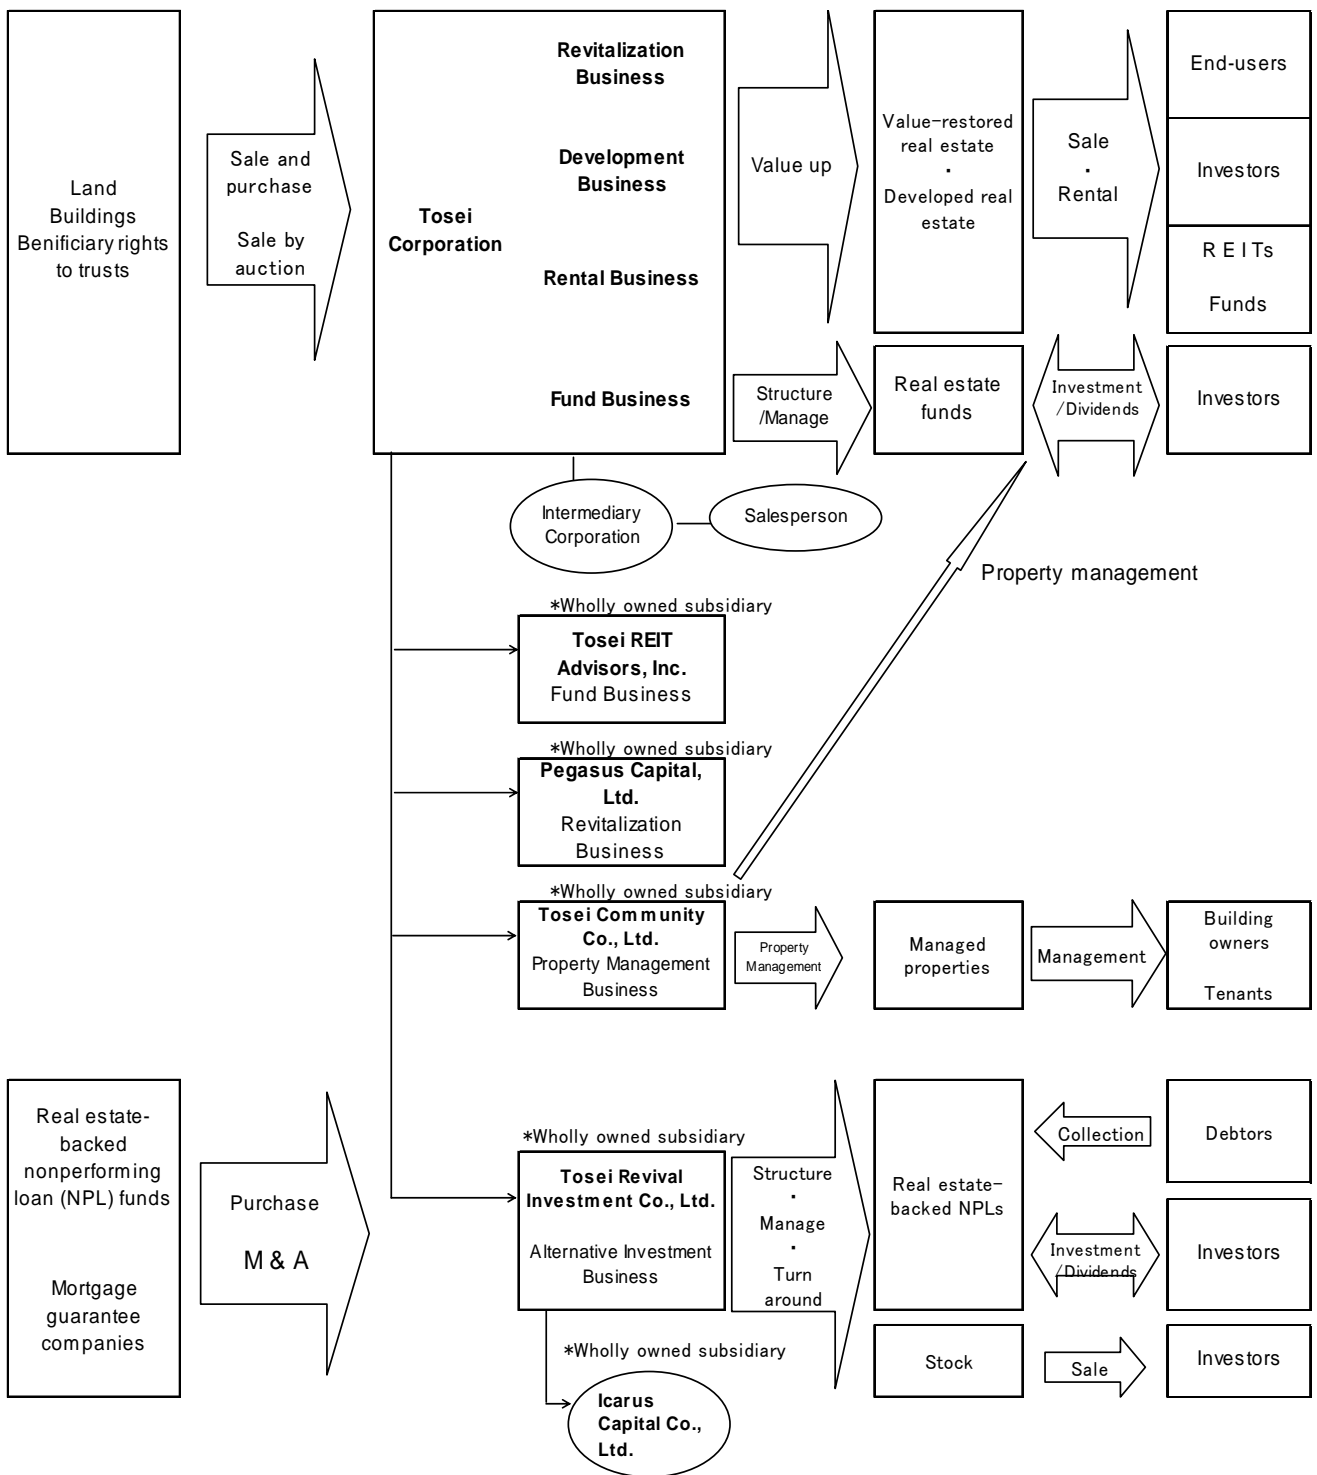 Land
Buildings
Benificiary rights
to trusts
Sale and
purchase
Sale by
auction
Tosei
Corporation
Revitalization
Business
Development
Business
Rental Business
Fund Business
Value up
Value-restored
real estate
・
Developed real
estate
Sale
・
Rental
End-users
Investors
R E I Ts
Funds
Structure
/Manage
Real estate
funds
Investment
/Dividends
Investors
Intermediary
Corporation
Salesperson
Property management
*Wholly owned subsidiary
Tosei REIT
Advisors, Inc.
Fund Business
*Wholly owned subsidiary
Pegasus Capital,
Ltd.
Revitalization
Business
*Wholly owned subsidiary
Tosei Community
Co., Ltd.
Property Management
Business
Property
Management
Managed
properties
Management
Building
owners
Tenants
Real estate-
backed
nonperforming
loan (NPL) funds
Mortgage
guarantee
companies
Purchase
M & A
*Wholly owned subsidiary
Tosei Revival
Investment Co., Ltd.
Alternative Investment
Business
Structure
・
Manage
・
Turn
around
Real estate-
backed NPLs
Collection
Debtors
Investment
/Dividends
Investors
Stock
Sale
Investors
*Wholly owned subsidiary
Icarus
Capital Co.,
Ltd.